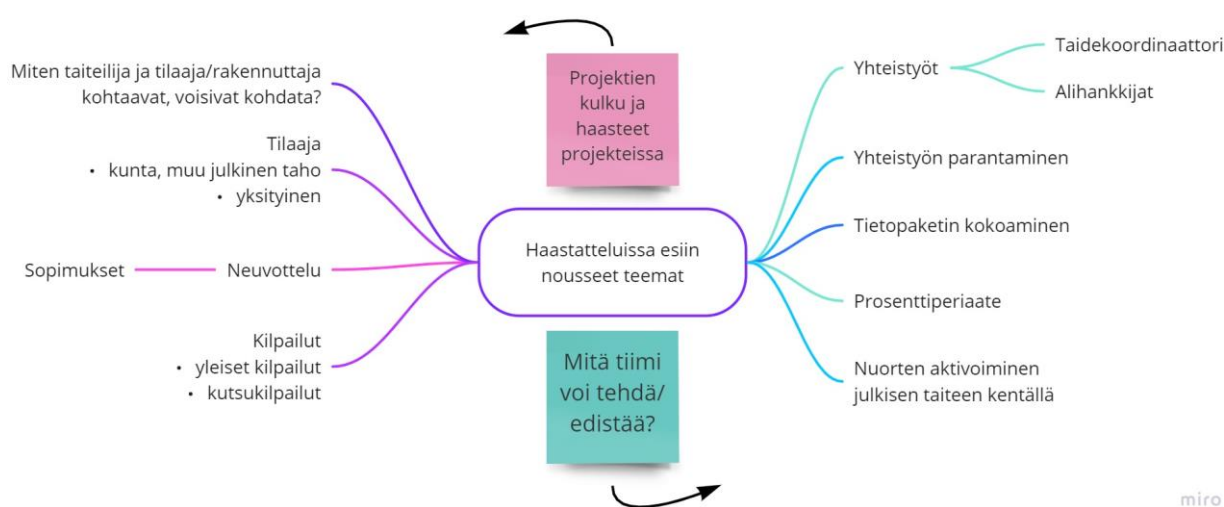 Miten taiteilija ja tilaaja/rakennuttaja
kohtaavat, voisivat kohdata?
Tilaaja
• kunta, muu julkinen taho
• yksityinen
Sopimukset
Neuvottelu
Kilpailut
• yleiset kilpailut
• kutsukilpailut
Projektien
kulku ja
haasteet
projekteissa
Haastatteluissa esiin
nousseet teemat
Mitä tiimi
voi tehdä/
edistää?
Yhteistyöt
Taidekoordinaattori
Alihankkijat
Yhteistyön parantaminen
Tietopaketin kokoaminen
Prosenttiperiaate
Nuorten aktivoiminen
julkisen taiteen kentällä
miro